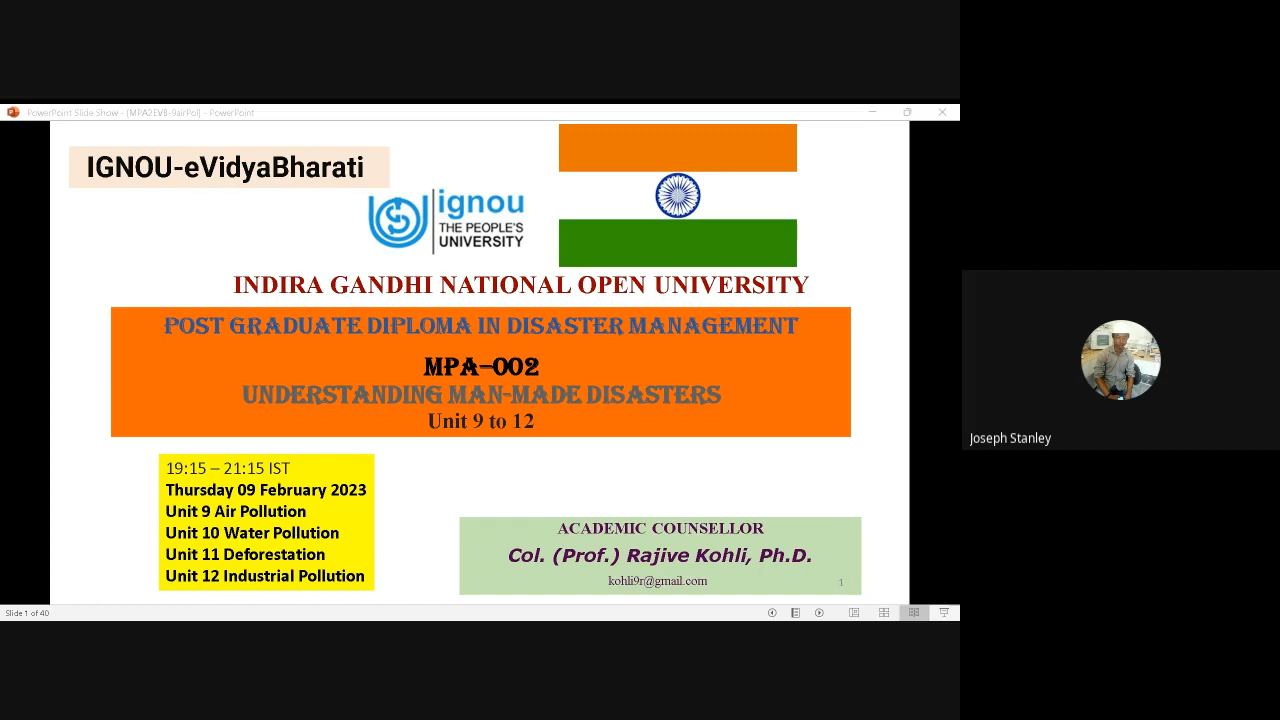 PowerPoint Slide Show - [MPA2EVB-9airPol] - PowerPoint
IGNOU-eVidyaBharati
ignou
THE PEOPLE'S
UNIVERSITY
INDIRA GANDHI NATIONAL OPEN UNIVERSITY
POST GRADUATE DIPLOMA IN DISASTER MANAGEMENT
MPA-002
UNDERSTANDING MAN-MADE DISASTERS
Unit 9 to 12
19:15 – 21:15 IST
Thursday 09 February 2023
Unit 9 Air Pollution
Unit 10 Water Pollution
Unit 11 Deforestation
Unit 12 Industrial Pollution
ACADEMIC COUNSELLOR
Col. (Prof.) Rajive Kohli, Ph.D.
kohli9r@gmail.com
1
Slide 1 of 40
Joseph Stanley